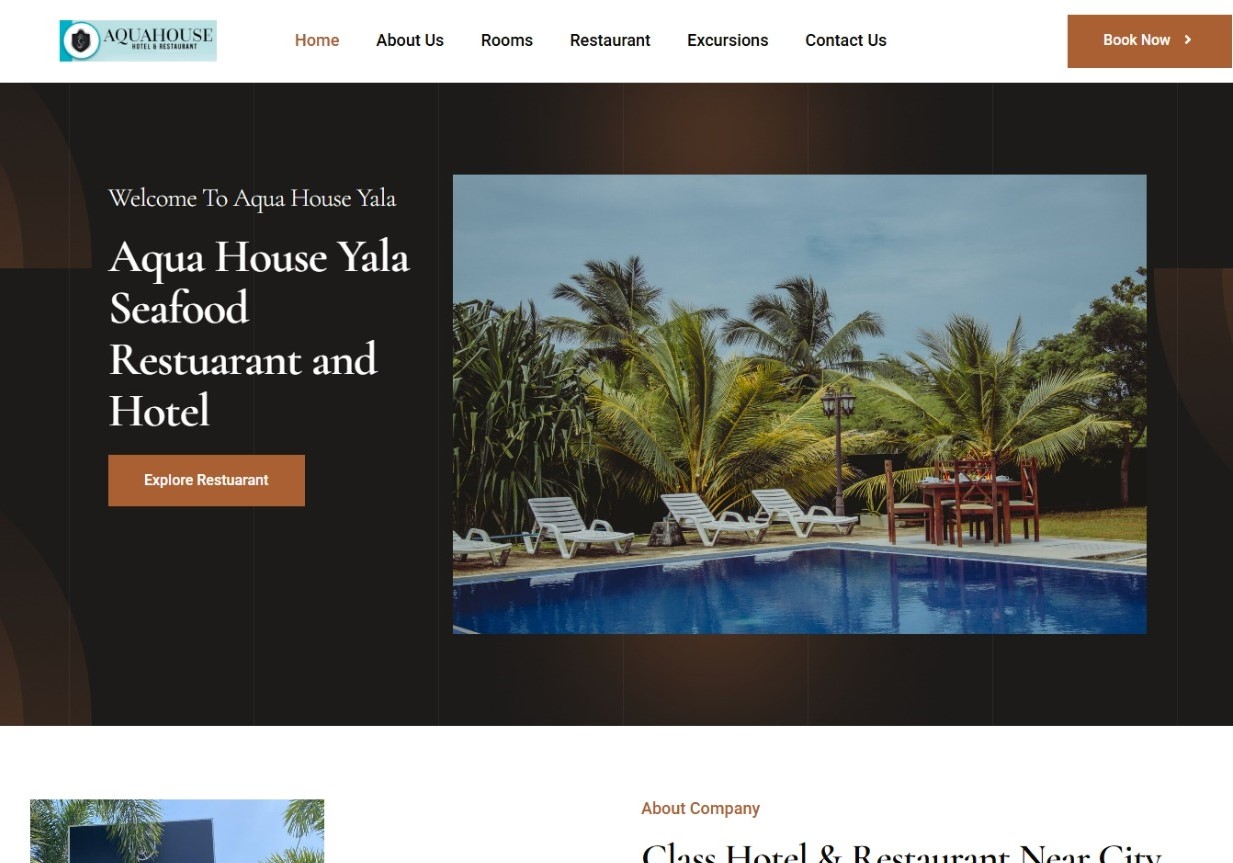 AQUAHOUSE
HOTEL & RESTAURANT
Home About Us Rooms Restaurant Excursions Contact Us
Book Now
Welcome To Aqua House Yala
Aqua House Yala
Seafood
Restuarant and
Hotel
Explore Restuarant
About Company
Class Hotel & Restaurant Near City